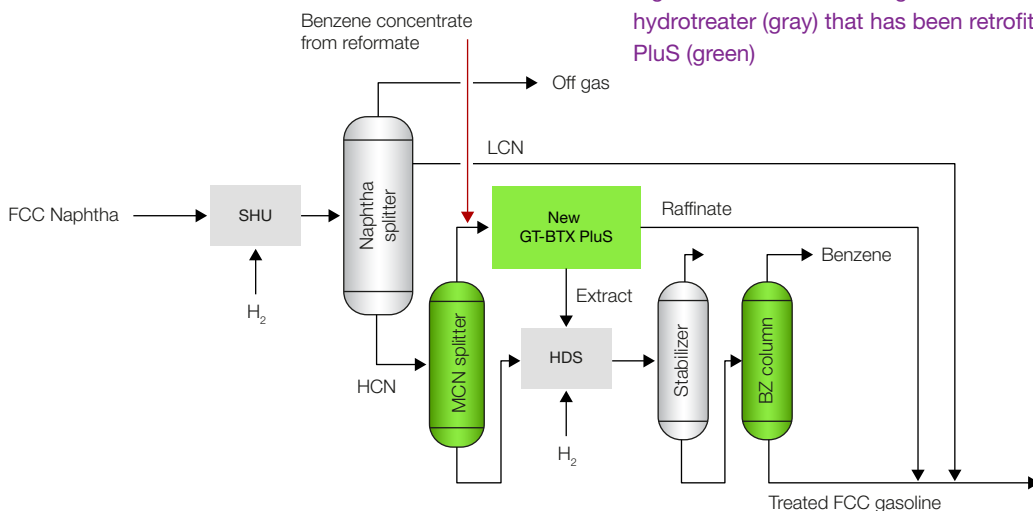 hydrotreater (gray) that has been retrofit
PluS (green)
Benzene concentrate
from reformate
Off gas
LCN
FCC Naphtha
SHU
Naphtha
splitter
New
GT-BTX PluS
Raffinate
Benzene
Extract
H₂
HCN
MCN splitter
HDS
Stabilizer
BZ column
H₂
Treated FCC gasoline